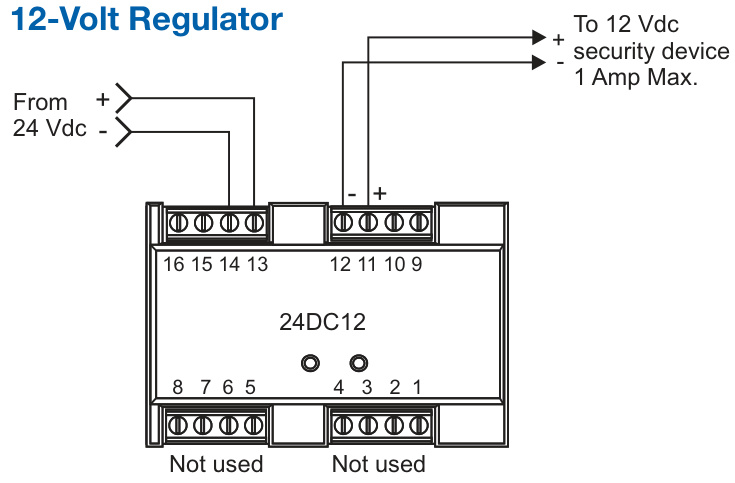 12-Volt Regulator
To 12 Vdc
+ security device
- 1 Amp Max.
From +
24 Vdc -
- +
16 15 14 13 12 11 10 9
24DC12
8 7 6 5 4 3 2 1
Not used Not used